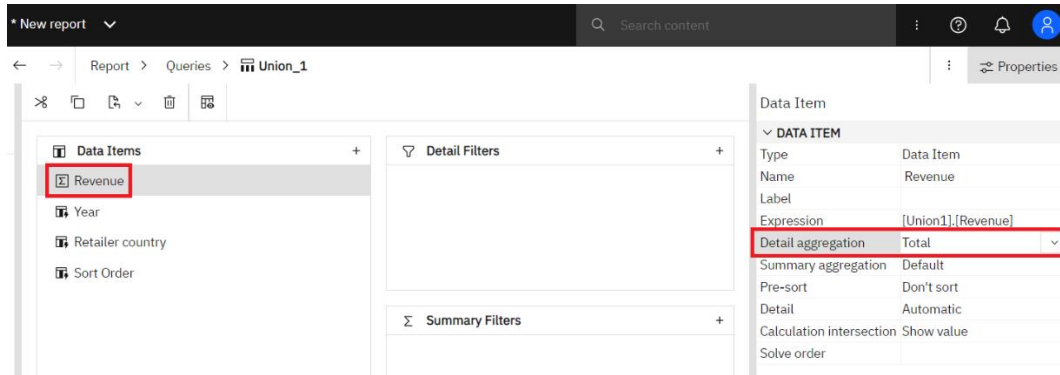 * New report
Search content
Report > Queries > Union_1
Properties
Data Items +
Revenue
Year
Retailer country
Sort Order
Detail Filters +
Summary Filters +
Data Item
DATA ITEM
Type Data Item
Name Revenue
Label
Expression [Union1].[Revenue]
Detail aggregation Total
Summary aggregation Default
Pre-sort Don't sort
Detail Automatic
Calculation intersection Show value
Solve order